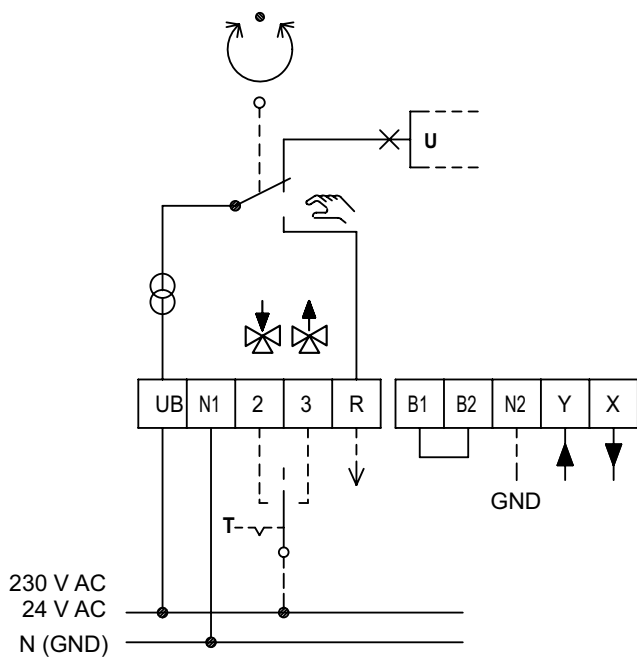 U
UB N1 2 3 R B1 B2 N2 Y X
GND
T
230 V AC
24 V AC
N (GND)